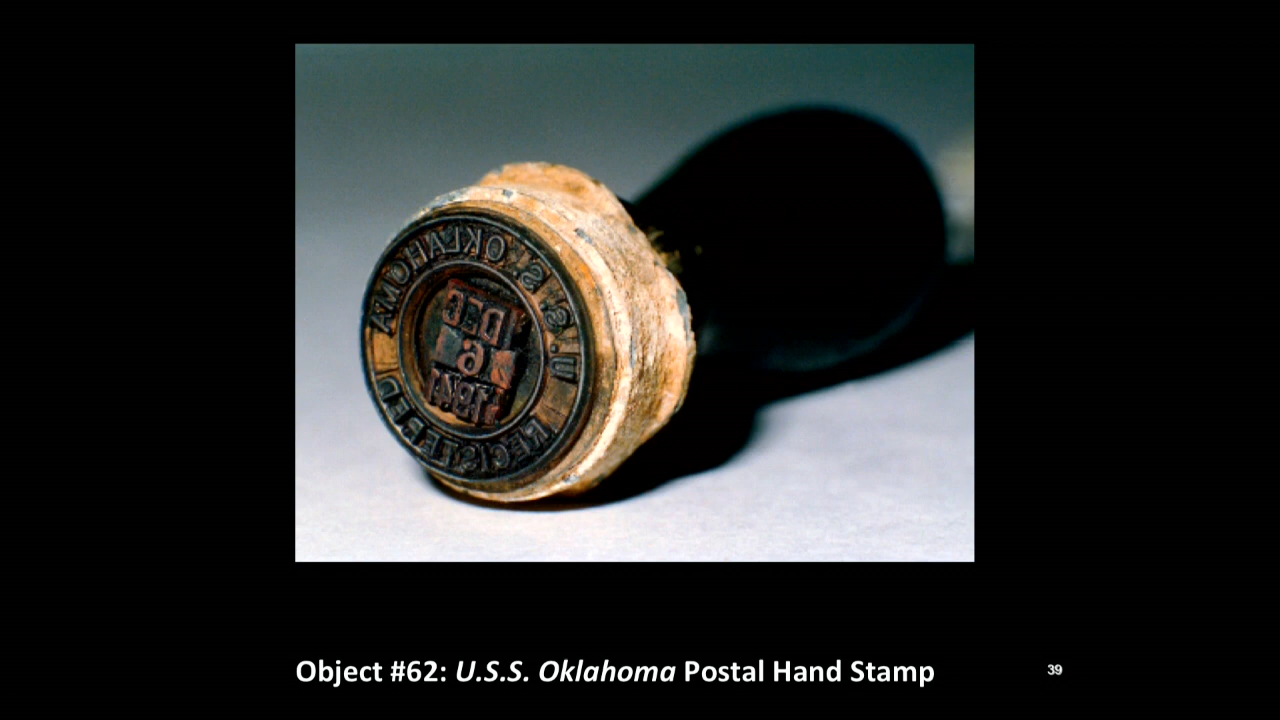 U.S.S. OKLAHOMA
DEC
6
1941
REGISTERED
Object #62: U.S.S. Oklahoma Postal Hand Stamp
39